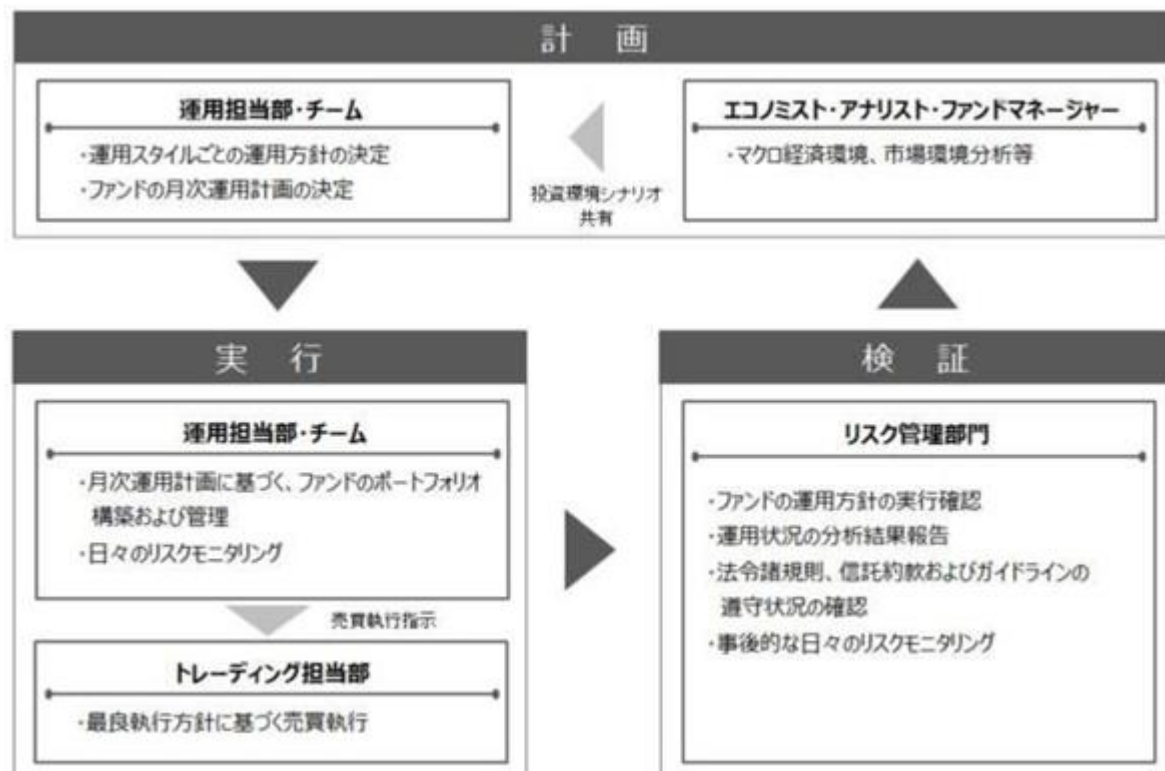 計 画
運用担当部・チーム
・運用スタイルごとの運用方針の決定
・ファンドの月次運用計画の決定
投資環境シナリオ
共有
エコノミスト・アナリスト・ファンドマネージャー
・マクロ経済環境、市場環境分析等
実 行
運用担当部・チーム
・月次運用計画に基づく、ファンドのポートフォリオ
構築および管理
・日々のリスクモニタリング
売買執行指示
トレーディング担当部
・最良執行方針に基づく売買執行
検 証
リスク管理部門
・ファンドの運用方針の実行確認
・運用状況の分析結果報告
・法令諸規則、信託約款およびガイドラインの
遵守状況の確認
・事後的な日々のリスクモニタリング